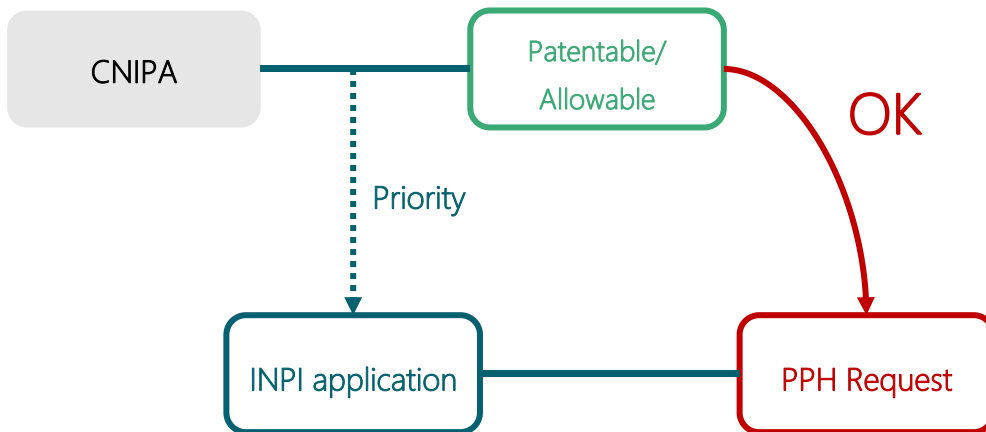 CNIPA
Patentable/
Allowable
OK
Priority
INPI application
PPH Request